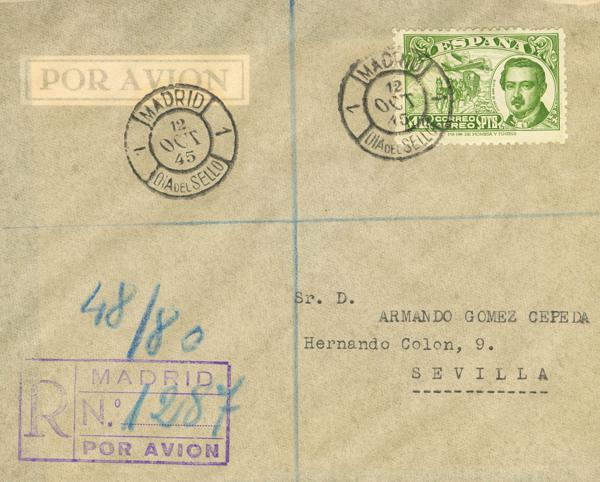 POR AVION
MADRID
1 12 OCT 45 1
DIA DEL SELLO
MADRID
1 12 OCT 45
DIA DEL SELLO
ESPAÑA
CORREO
AEREO PTS
48/80
Sr. D.
ARMANDO GOMEZ CEPEDA
Hernando Colon, 9.
SEVILLA
R
MADRID
N.º 1287
POR AVION